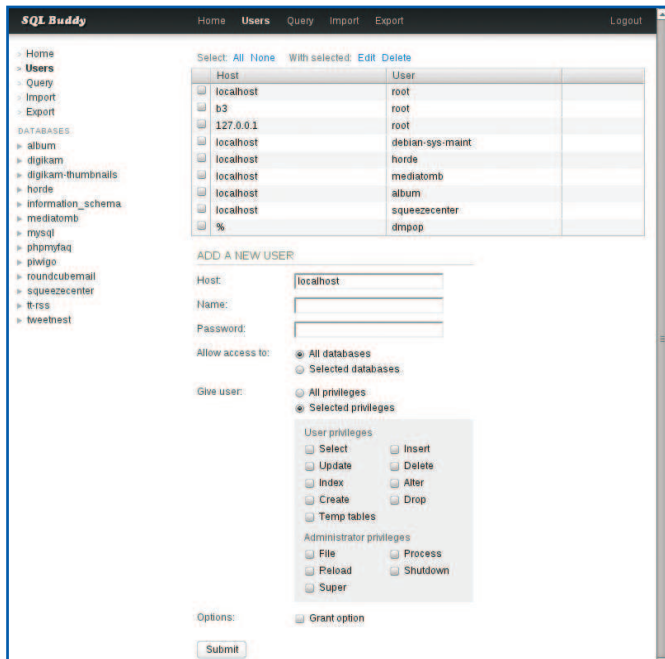 SQL Buddy
Home Users Query Import Export Logout
Home
Users
Query
Import
Export
DATABASES
album
digikam
digikam-thumbnails
horde
information_schema
mediatomb
mysql
phpmyfaq
piwigo
roundcubemail
squeezecenter
tt-rss
tweetnest
Select: All None With selected: Edit Delete
Host User
localhost root
b3 root
127.0.0.1 root
localhost debian-sys-maint
localhost horde
localhost mediatomb
localhost album
localhost squeezecenter
% dmpop
ADD A NEW USER
Host: localhost
Name:
Password:
Allow access to: All databases
Selected databases
Give user: All privileges
Selected privileges
User privileges
Select Insert
Update Delete
Index Alter
Create Drop
Temp tables
Administrator privileges
File Process
Reload Shutdown
Super
Options: Grant option
Submit